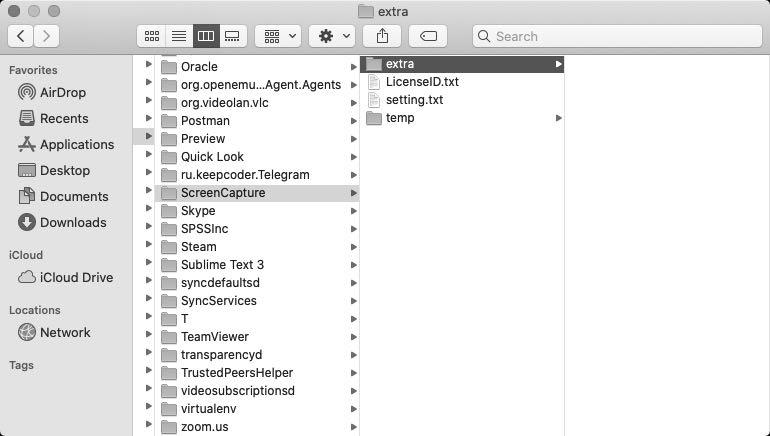 extra
Search
Favorites
AirDrop
Recents
Applications
Desktop
Documents
Downloads
iCloud
iCloud Drive
Locations
Network
Tags
Oracle
org.openemu...Agent.Agents
org.videolan.vlc
Postman
Preview
Quick Look
ru.keepcoder.Telegram
ScreenCapture
Skype
SPSSInc
Steam
Sublime Text 3
syncdefaultsd
SyncServices
T
TeamViewer
transparencyd
TrustedPeersHelper
videosubscriptionsd
virtualenv
zoom.us
extra
LicenseID.txt
setting.txt
temp